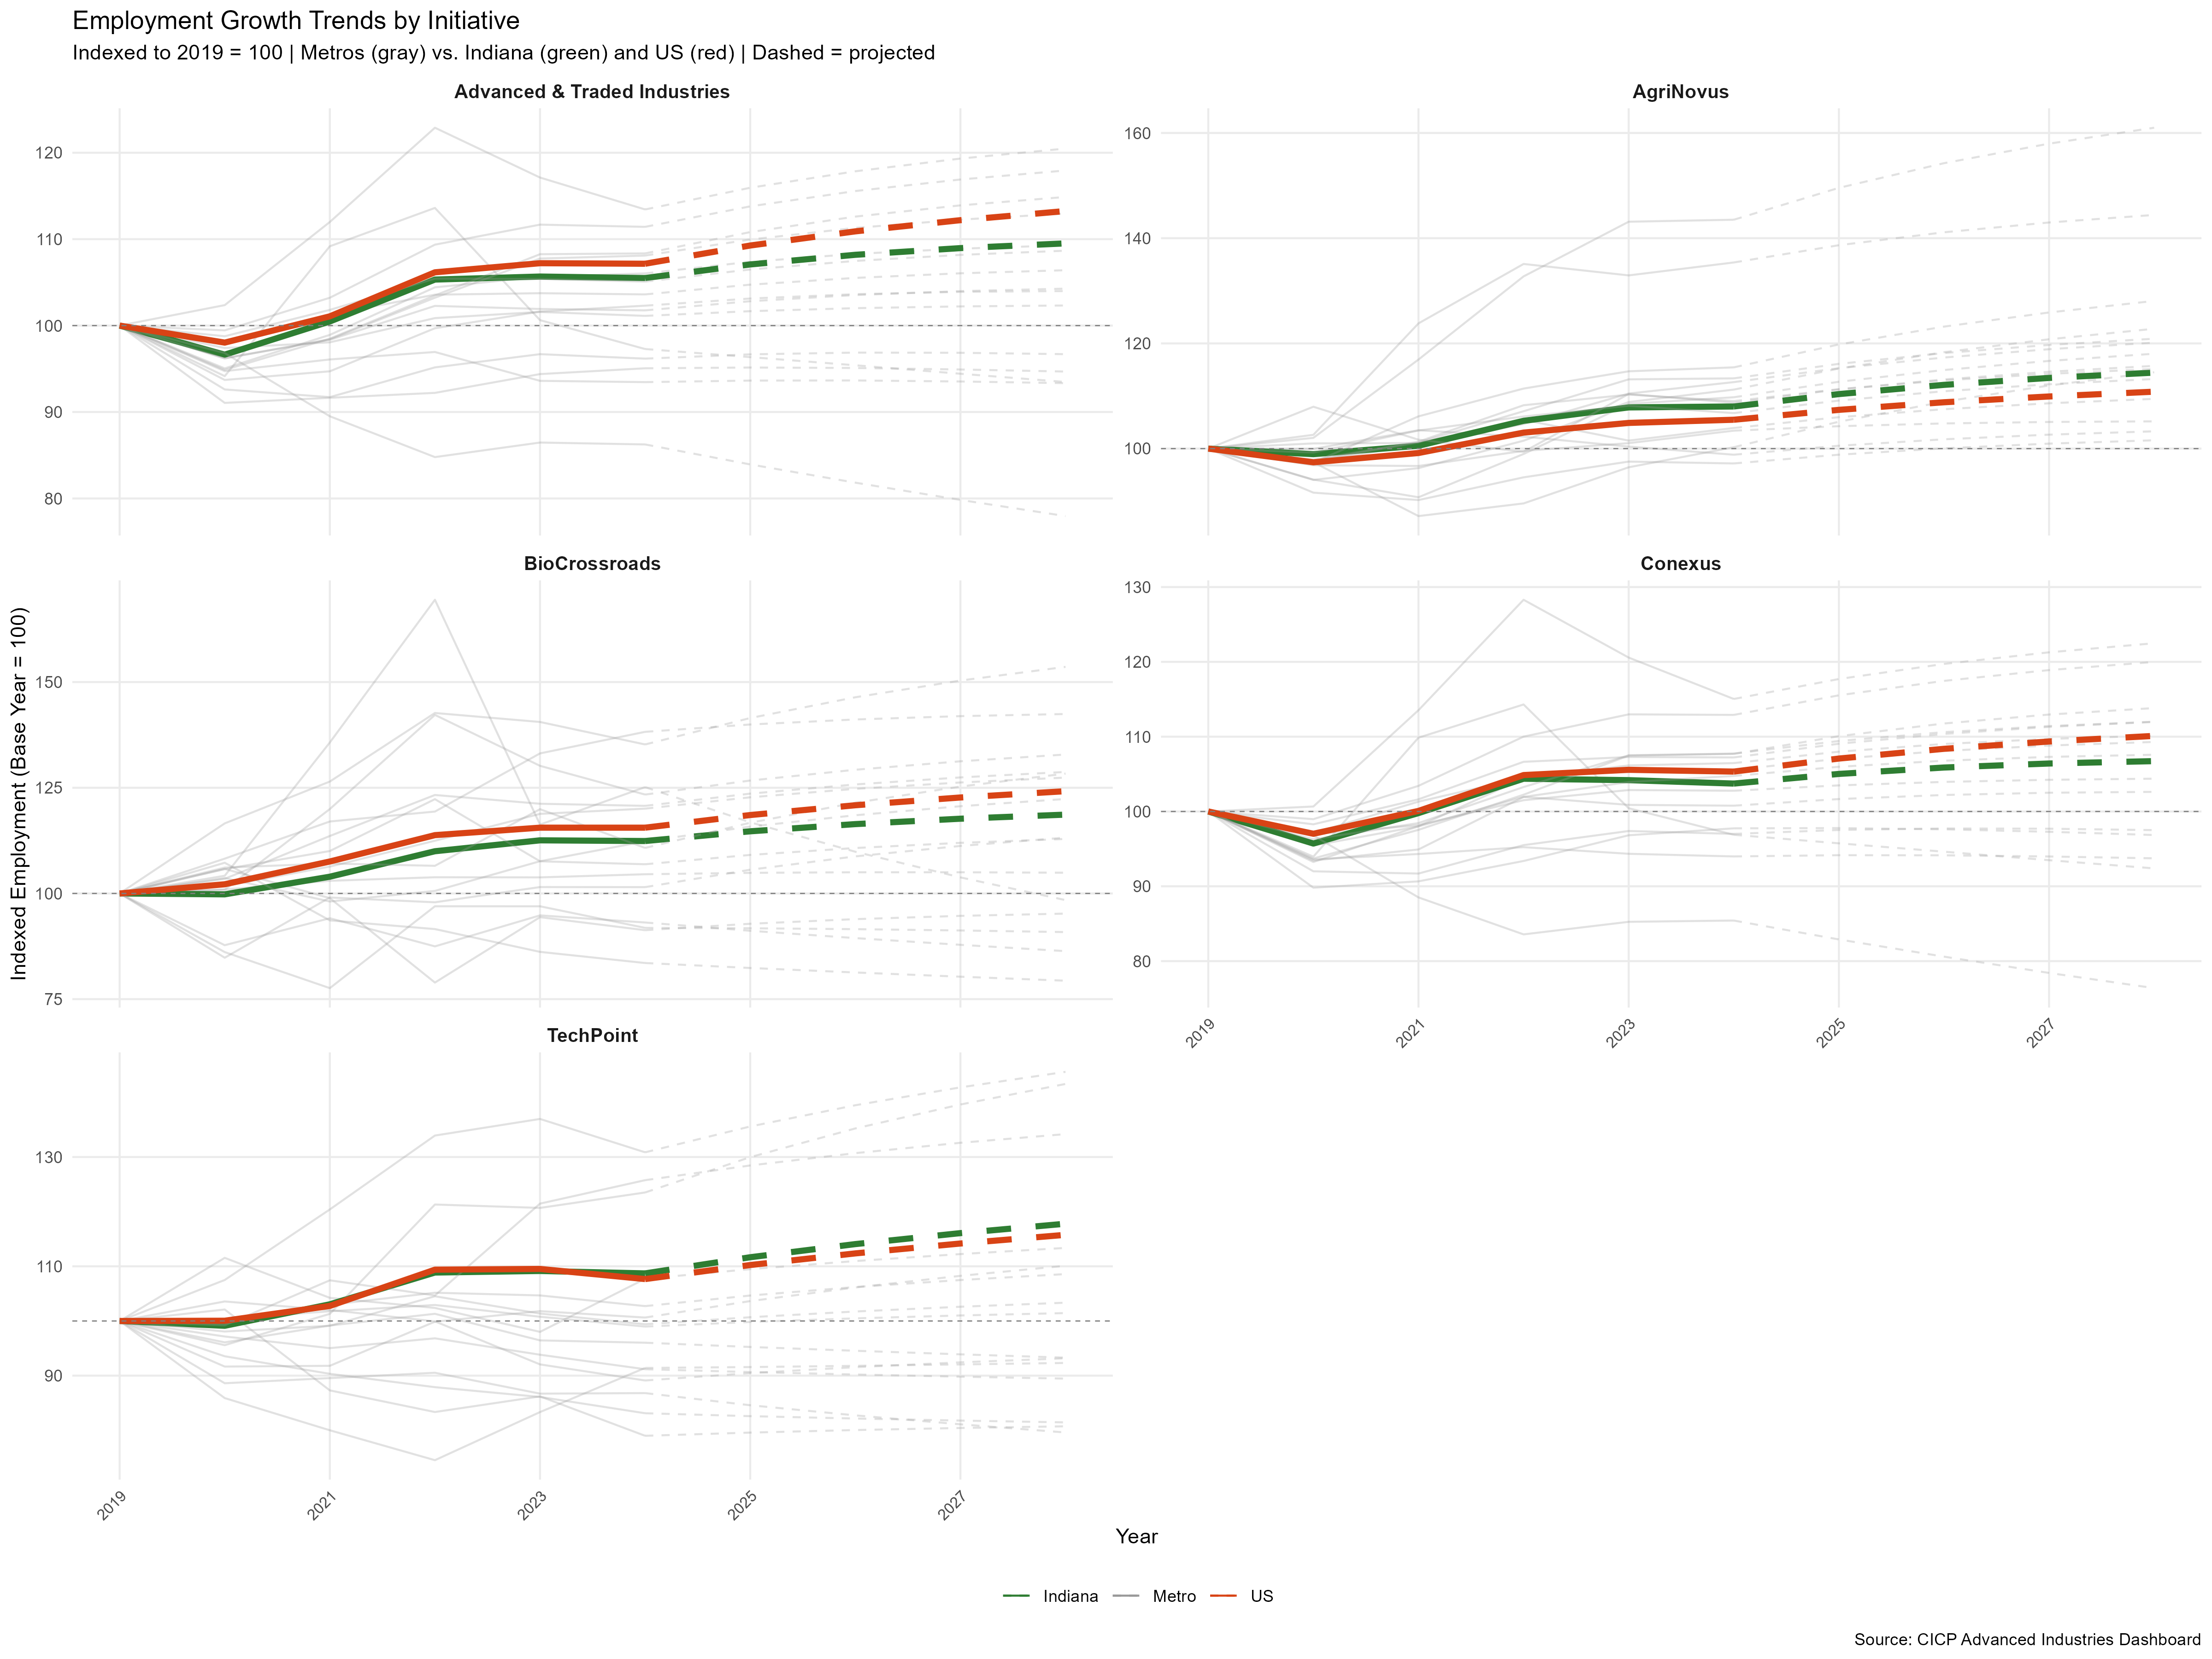 Employment Growth Trends by Initiative
Indexed to 2019 = 100 | Metros (gray) vs. Indiana (green) and US (red) | Dashed = projected
Advanced & Traded Industries
120
110
100
90
80
AgriNovus
160
140
120
100
Indexed Employment (Base Year = 100)
BioCrossroads
150
125
100
75
Conexus
130
120
110
100
90
80
2019
2021
2023
2025
2027
TechPoint
130
110
90
2019
2021
2023
2025
2027
Year
Indiana
Metro
US
Source: CICP Advanced Industries Dashboard